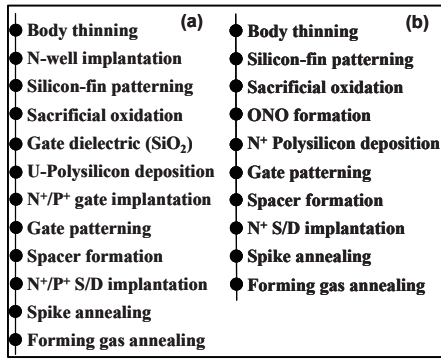 (a)
Body thinning
N-well implantation
Silicon-fin patterning
Sacrificial oxidation
Gate dielectric (SiO₂)
U-Polysilicon deposition
N⁺/P⁺ gate implantation
Gate patterning
Spacer formation
N⁺/P⁺ S/D implantation
Spike annealing
Forming gas annealing
(b)
Body thinning
Silicon-fin patterning
Sacrificial oxidation
ONO formation
N⁺ Polysilicon deposition
Gate patterning
Spacer formation
N⁺ S/D implantation
Spike annealing
Forming gas annealing